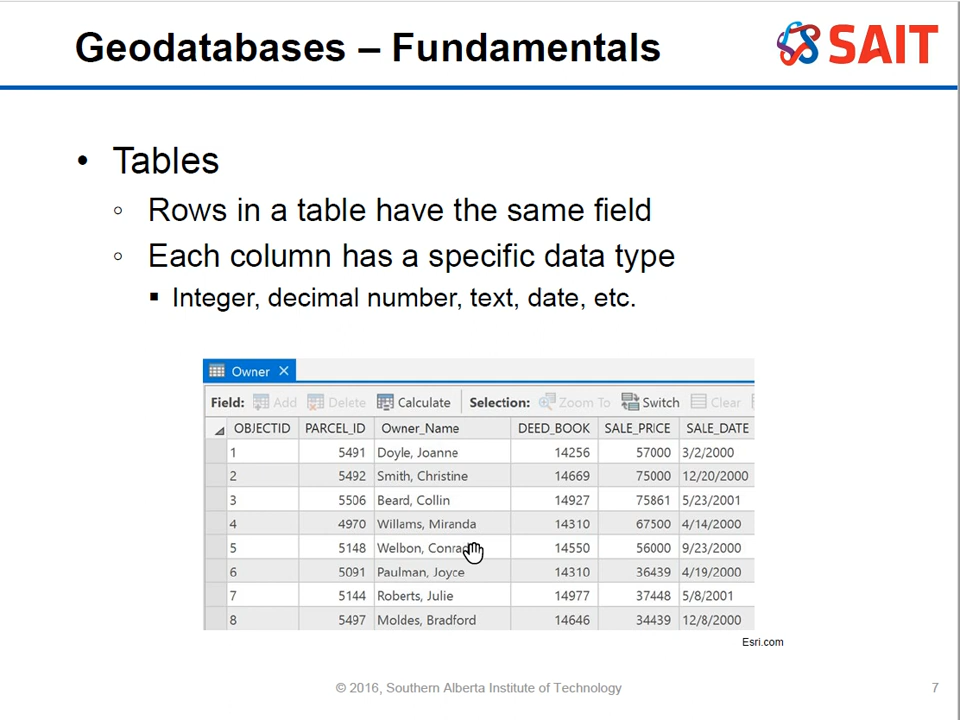 Geodatabases – Fundamentals
SAIT
• Tables
◦ Rows in a table have the same field
◦ Each column has a specific data type
▪ Integer, decimal number, text, date, etc.
Owner ×
Field: Add Delete Calculate Selection: Zoom To Switch Clear
OBJECTID PARCEL_ID Owner_Name DEED_BOOK SALE_PRICE SALE_DATE
1 5491 Doyle, Joanne 14256 57000 3/2/2000
2 5492 Smith, Christine 14669 75000 12/20/2000
3 5506 Beard, Collin 14927 75861 5/23/2001
4 4970 Willams, Miranda 14310 67500 4/14/2000
5 5148 Welbon, 14550 56000 9/23/2000
6 5091 Paulman, Joyce 14310 36439 4/19/2000
7 5144 Roberts, Julie 14977 37448 5/8/2001
8 5497 Moldes, Bradford 14646 34439 12/8/2000
Esri.com
© 2016, Southern Alberta Institute of Technology
7